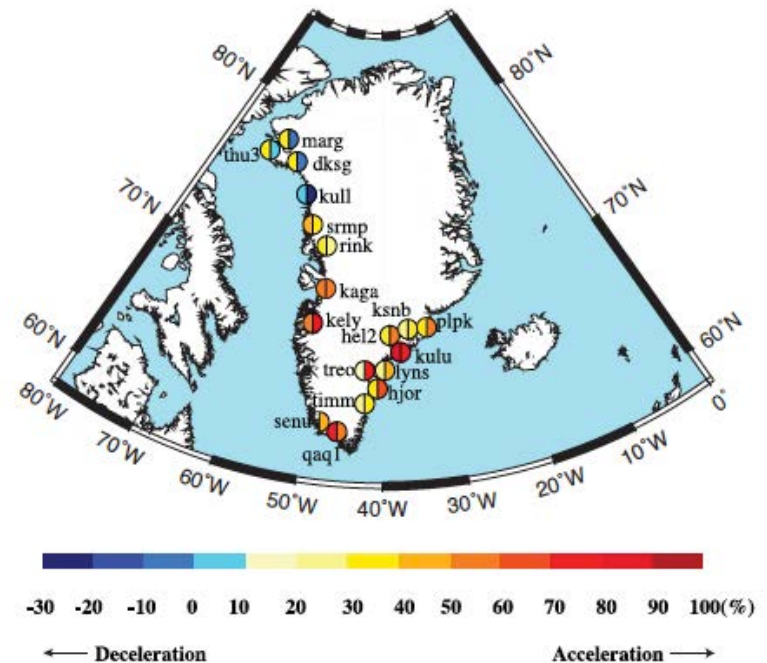 80˚N
80˚N
marg
thu3
dksg
kull
70˚N
70˚N
srmp
rink
kaga
ksnb
kely
plpk
hel2
60˚N
60˚N
kulu
treo
lyns
hjor
timm
80˚W
0˚
senu
70˚W
10˚W
qaq1
60˚W
20˚W
50˚W
40˚W
30˚W
-30 -20 -10 0 10 20 30 40 50 60 70 80 90 100(%)
Deceleration
Acceleration